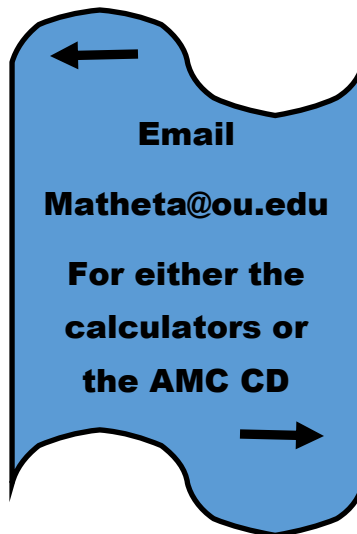 Email
Matheta@ou.edu
For either the
calculators or
the AMC CD